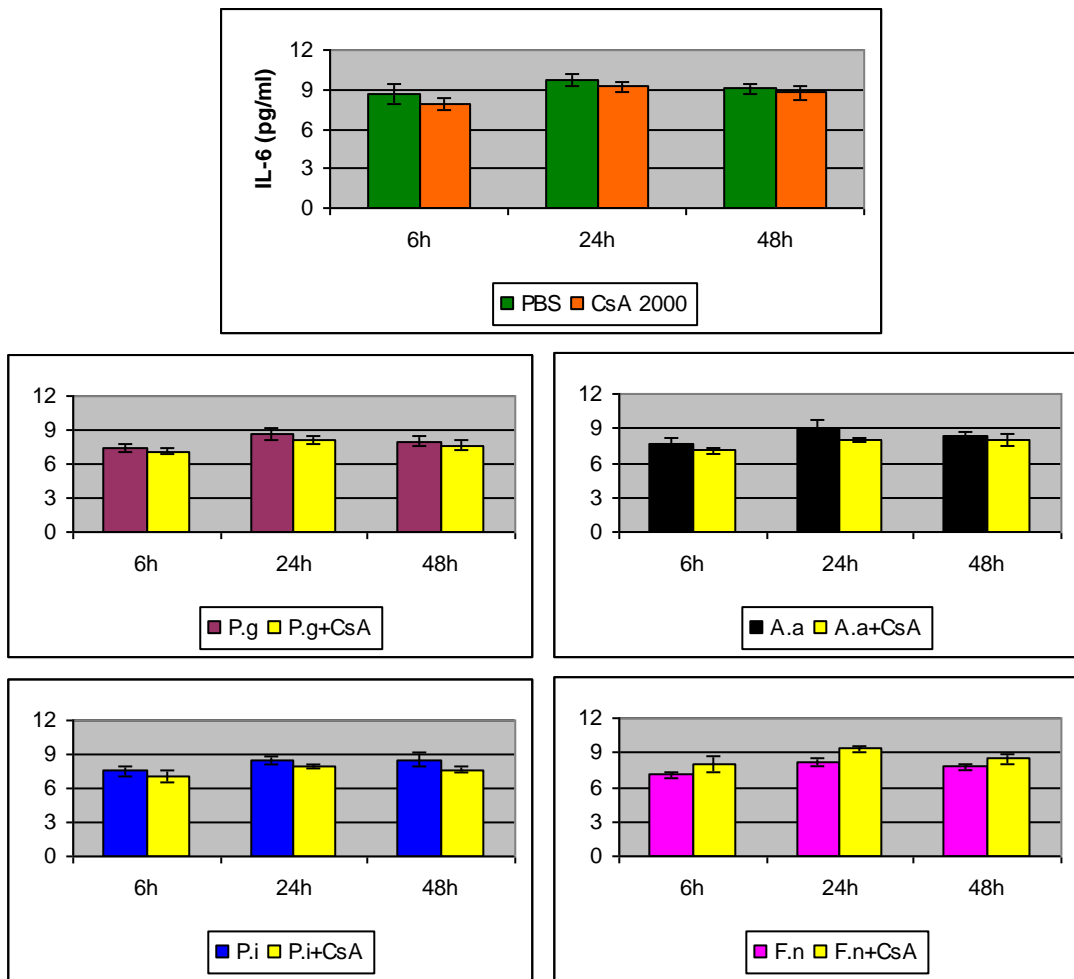 12
9
6
3
0
IL-6 (pg/ml)
6h 24h 48h
PBS CsA 2000
12
9
6
3
0
6h 24h 48h
P.g P.g+CsA
12
9
6
3
0
6h 24h 48h
A.a A.a+CsA
12
9
6
3
0
6h 24h 48h
P.i P.i+CsA
12
9
6
3
0
6h 24h 48h
F.n F.n+CsA